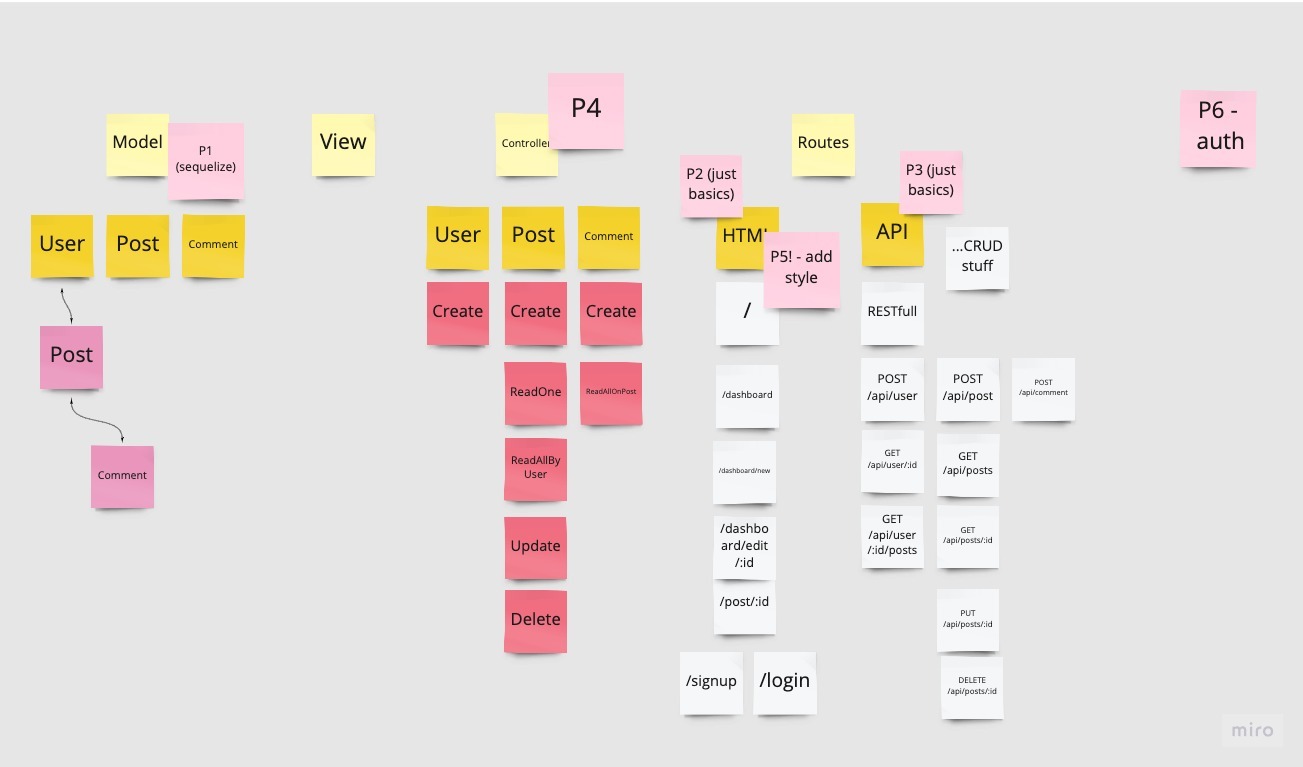 Model
P1
(sequelize)
View
Controller
P4
Routes
P2 (just
basics)
P3 (just
basics)
P6 -
auth
User
Post
Comment
Post
Comment
User
Post
Comment
Create
Create
Create
ReadOne
ReadAllOnPost
ReadAllBy
User
Update
Delete
HTML
P5! - add
style
/
/dashboard
/dashboard/new
/dashbo
ard/edit
/:id
/post/:id
/signup
/login
API
...CRUD
stuff
RESTfull
POST
/api/user
POST
/api/post
POST
/api/comment
GET
/api/user/:id
GET
/api/posts
GET
/api/user
/:id/posts
GET
/api/posts/:id
PUT
/api/posts/:id
DELETE
/api/posts/:id
miro